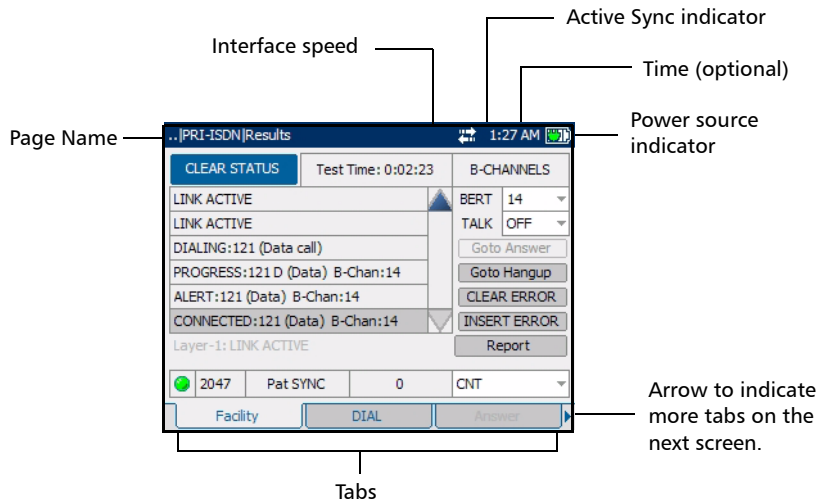 Active Sync indicator
Interface speed
Time (optional)
Page Name
Power source
indicator
..|PRI-ISDN|Results
1:27 AM
CLEAR STATUS
Test Time: 0:02:23
B-CHANNELS
LINK ACTIVE
BERT 14
LINK ACTIVE
TALK OFF
DIALING:121 (Data call)
Goto Answer
PROGRESS:121 D (Data) B-Chan:14
Goto Hangup
ALERT:121 (Data) B-Chan:14
CLEAR ERROR
CONNECTED:121 (Data) B-Chan:14
INSERT ERROR
Layer-1: LINK ACTIVE
Report
2047 Pat SYNC 0 CNT
Facility DIAL Answer
Arrow to indicate
more tabs on the
next screen.
Tabs